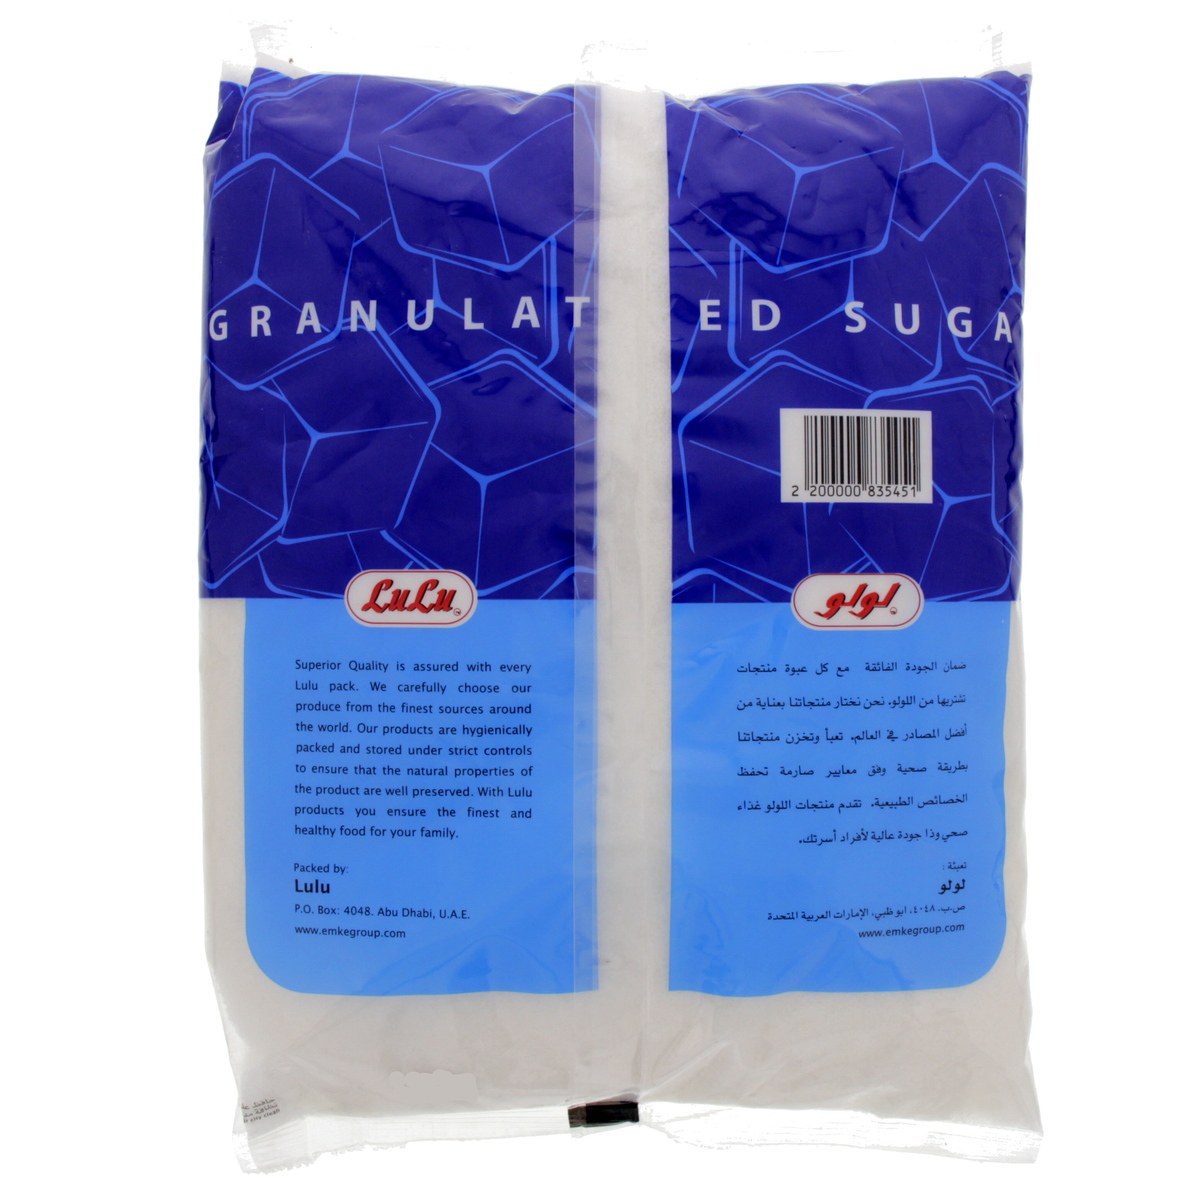 GRANULAT ED SUGA
2 200000 835451
LuLu
Superior Quality is assured with every
Lulu pack. We carefully choose our
produce from the finest sources around
the world. Our products are hygienically
packed and stored under strict controls
to ensure that the natural properties of
the product are well preserved. With Lulu
products you ensure the finest and
healthy food for your family.
Packed by:
Lulu
P.O. Box: 4048. Abu Dhabi, U.A.E.
www.emkegroup.com
لولو
ضمان الجودة الفائقة مع كل عبوة منتجات
تشتريها من اللولو. نحن نختار منتجاتنا بعناية من
أفضل المصادر في العالم. تعبأ وتخزن منتجاتنا
بطريقة صحية وفق معايير صارمة تحفظ
الخصائص الطبيعية. تقدم منتجات اللولو غذاء
صحي وذا جودة عالية لأفراد أسرتك.
تعبئة :
لولو
ص.ب. ٤٠٤٨، ابوظبي، الإمارات العربية المتحدة
www.emkegroup.com